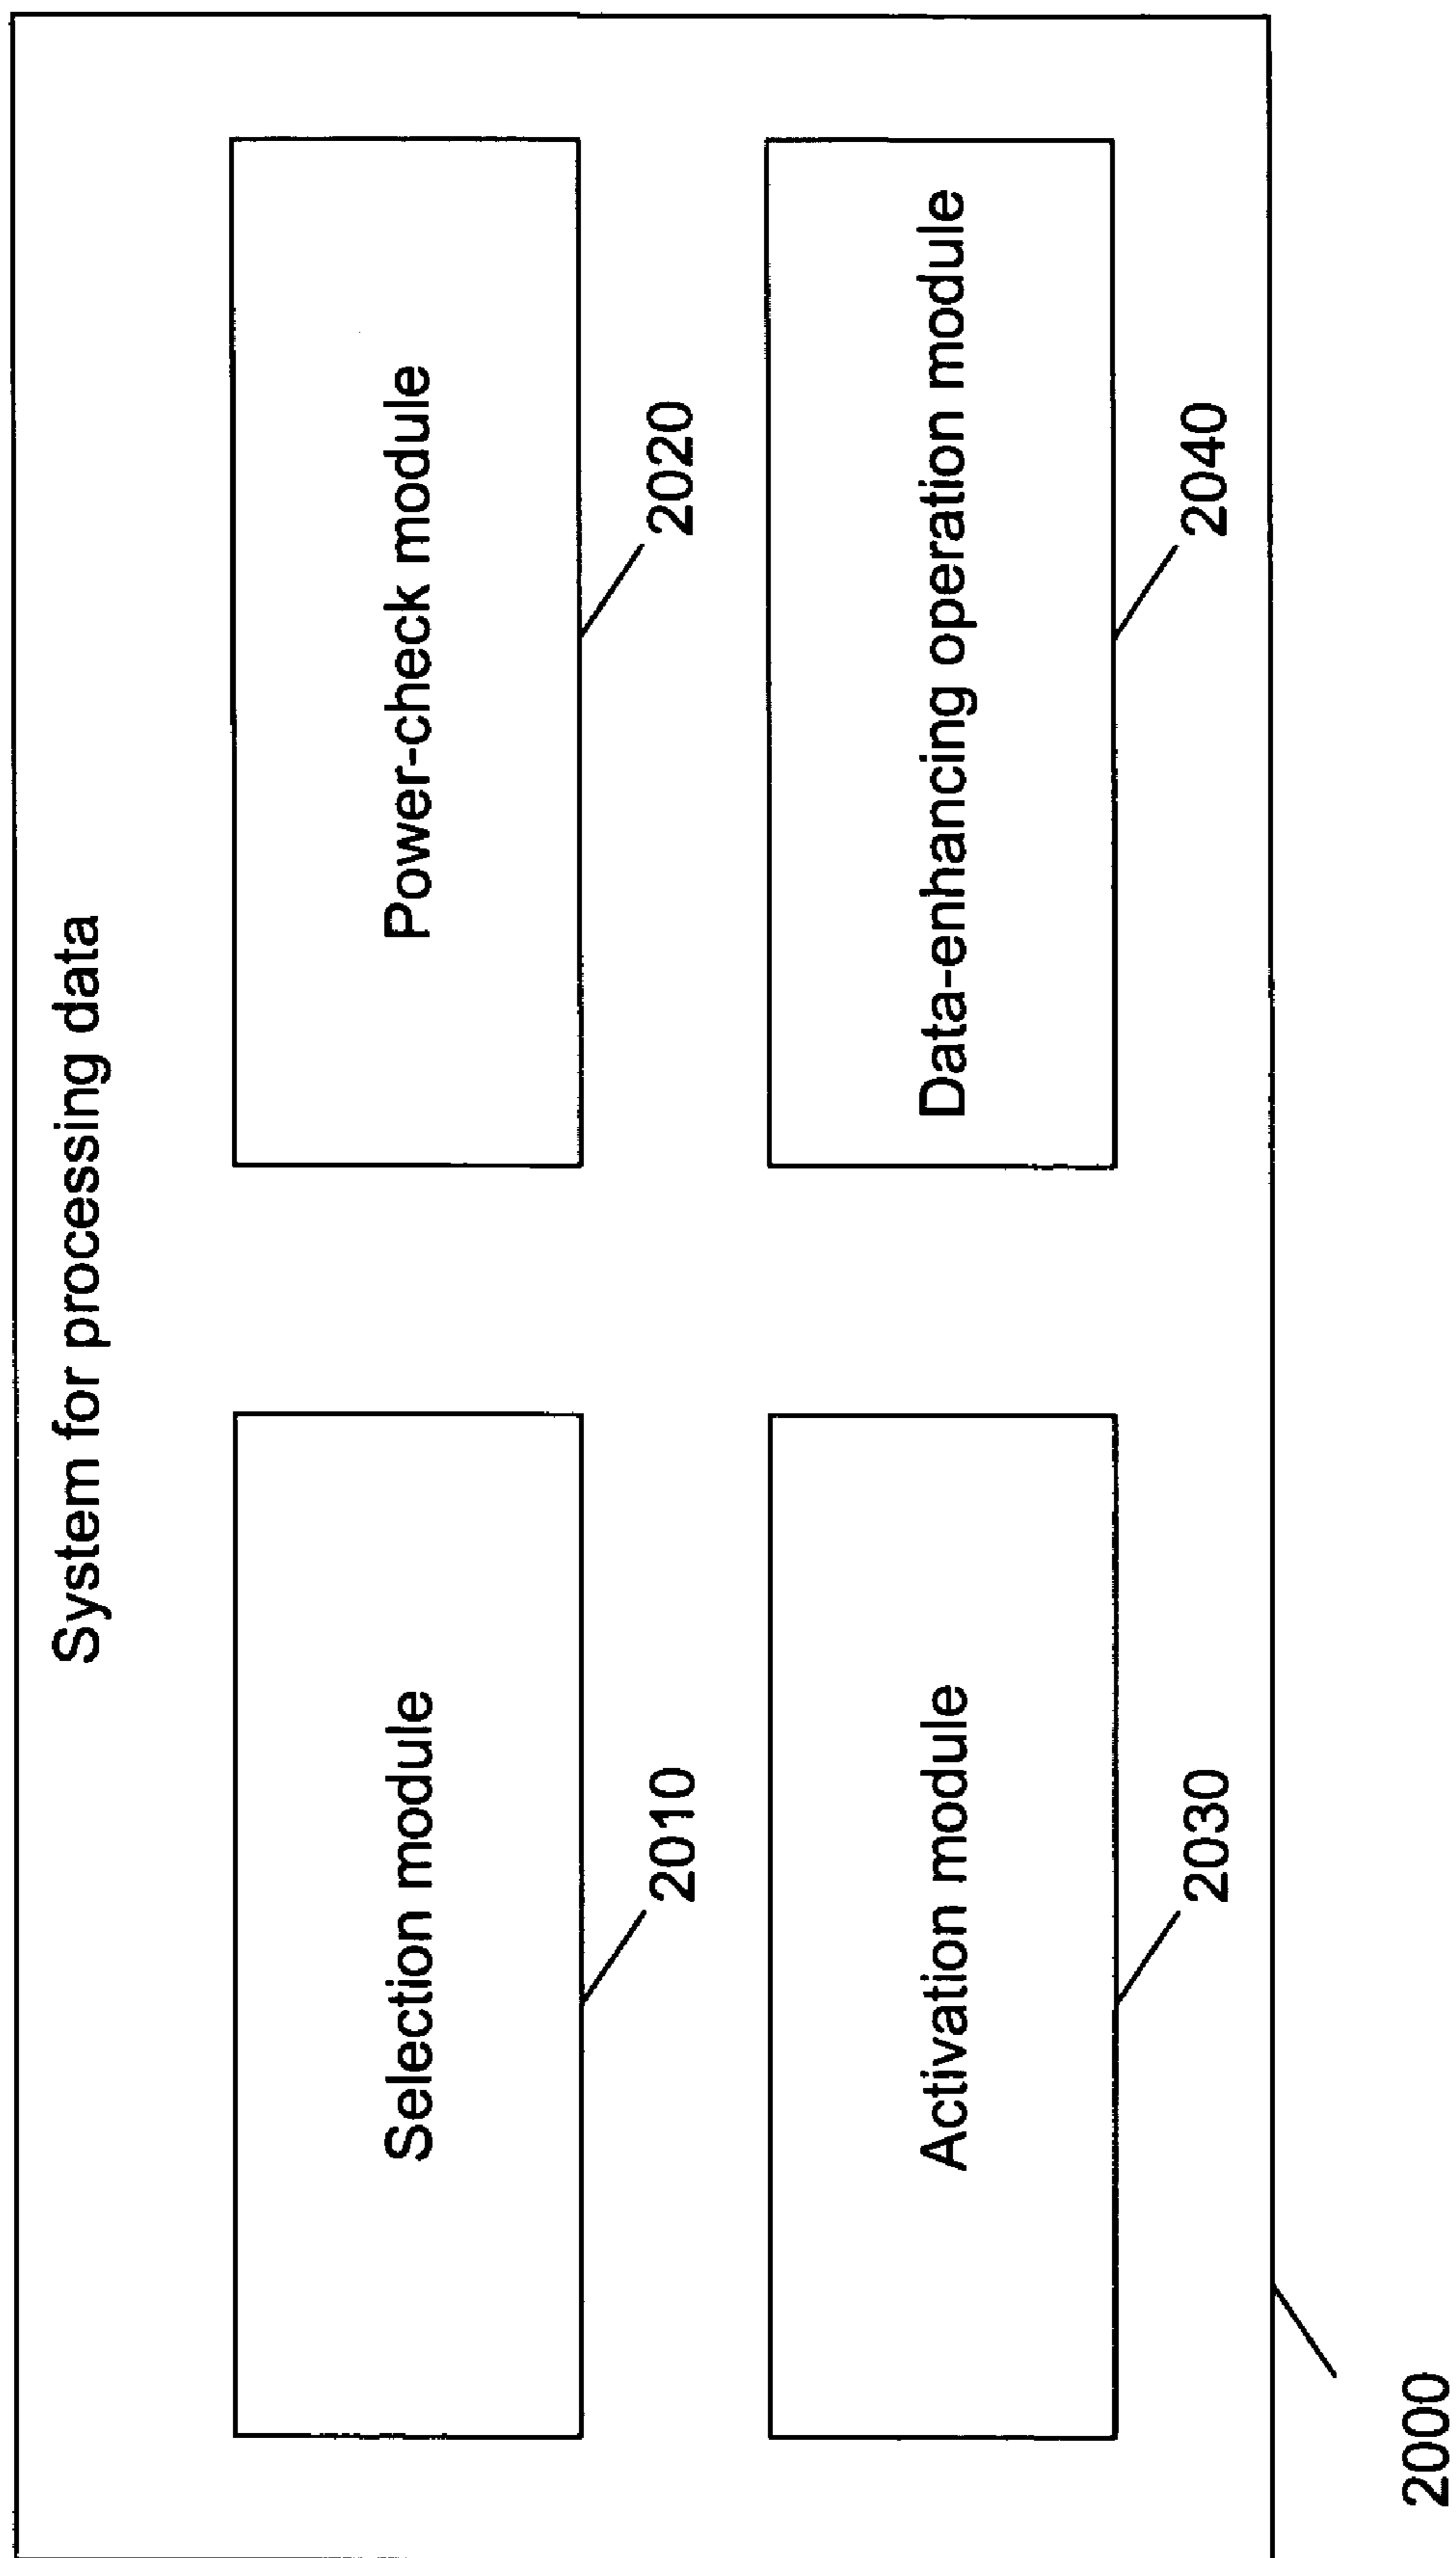 System for processing data
Selection module
2010
Power-check module
2020
Activation module
2030
Data-enhancing operation module
2040
2000